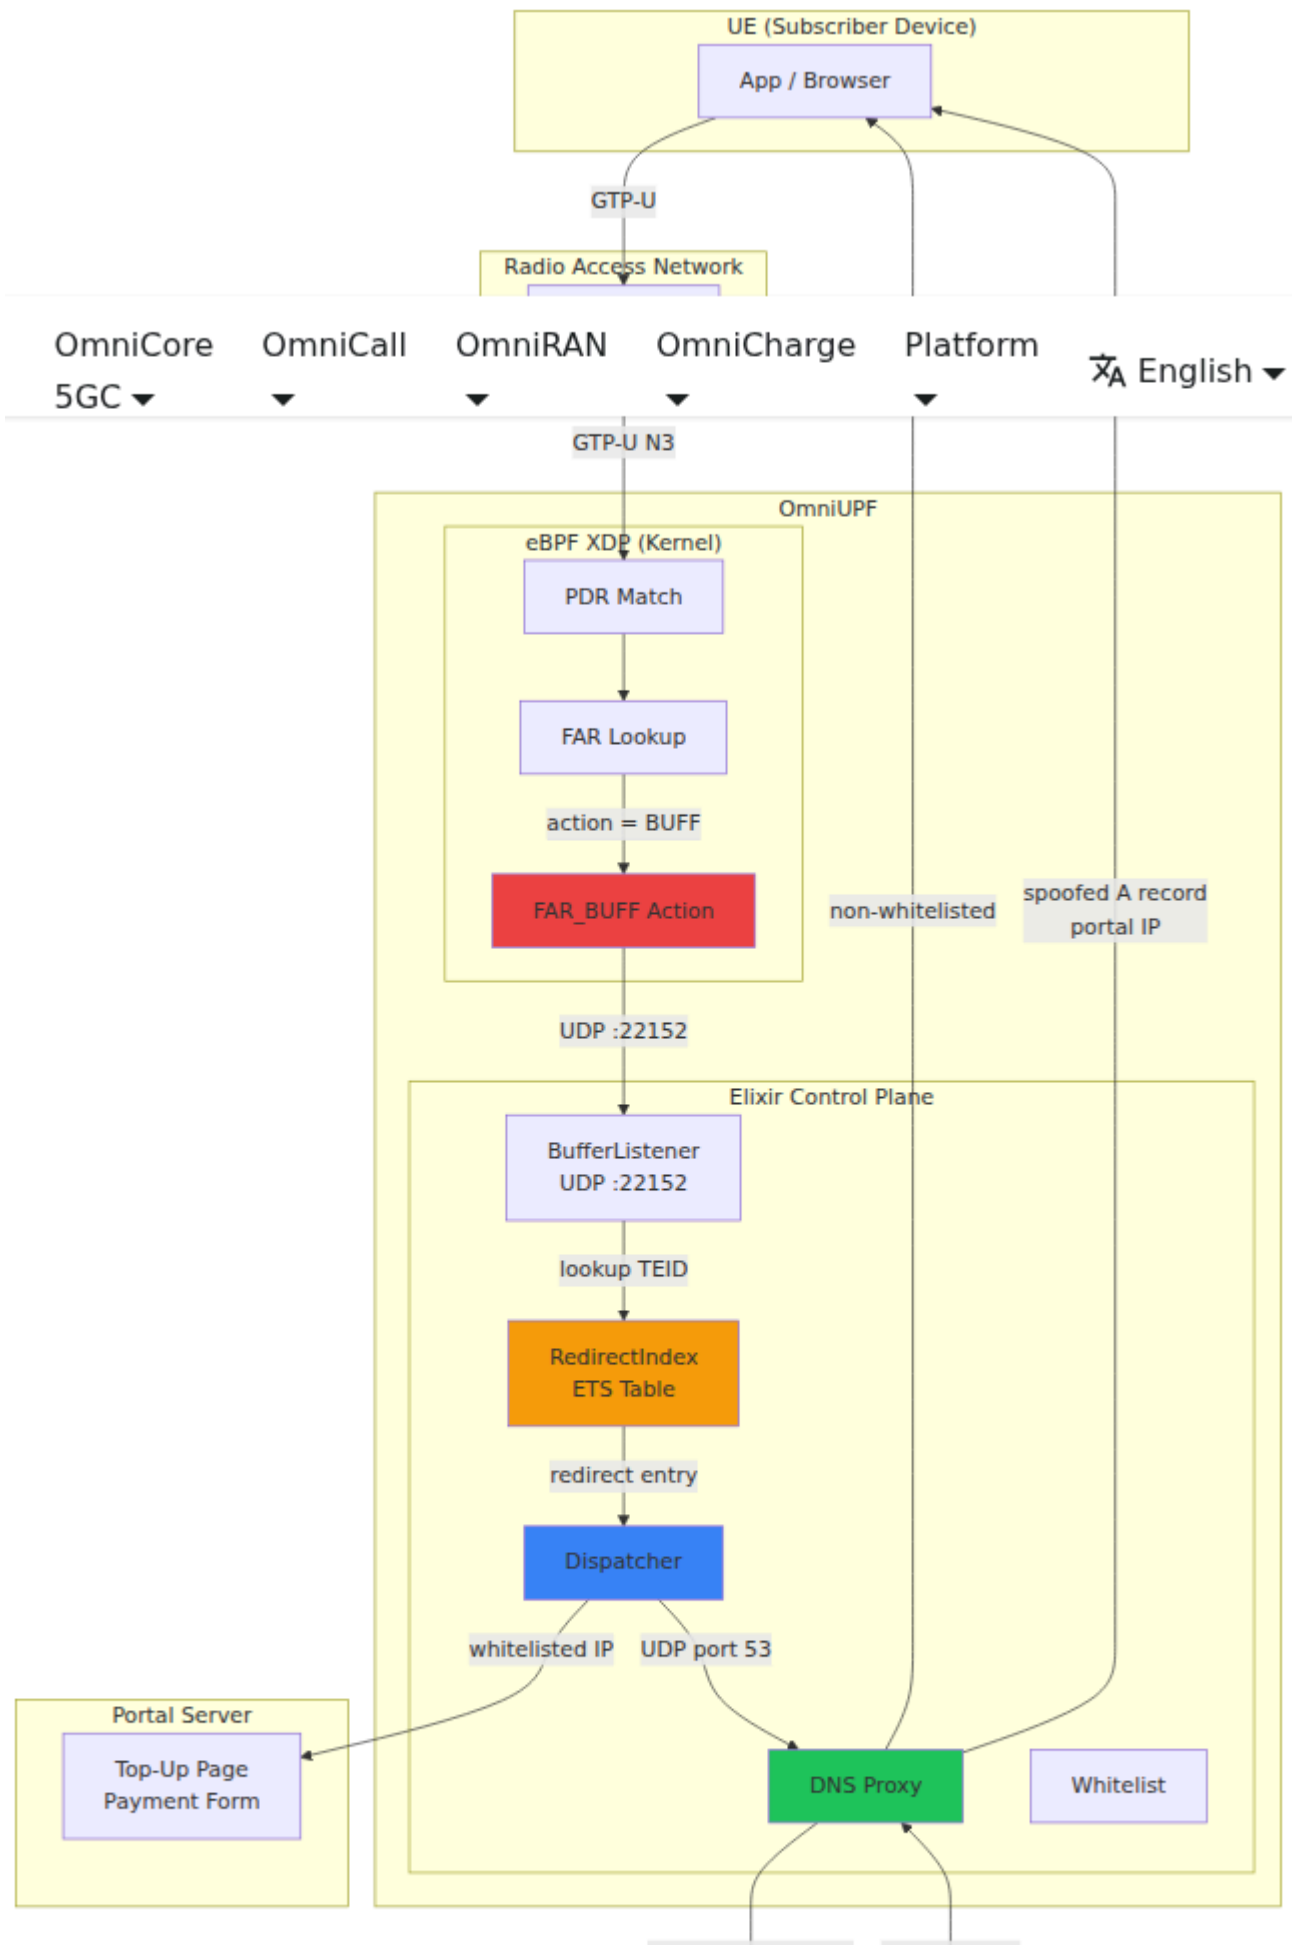 UE (Subscriber Device)
App / Browser
GTP-U
Radio Access Network
OmniCore
5GC
OmniCall
OmniRAN
OmniCharge
Platform
English
GTP-U N3
OmniUPF
eBPF XDP (Kernel)
PDR Match
FAR Lookup
action = BUFF
FAR_BUFF Action
non-whitelisted
spoofed A record
portal IP
UDP :22152
Elixir Control Plane
BufferListener
UDP :22152
lookup TEID
RedirectIndex
ETS Table
redirect entry
Dispatcher
whitelisted IP
UDP port 53
Portal Server
Top-Up Page
Payment Form
DNS Proxy
Whitelist